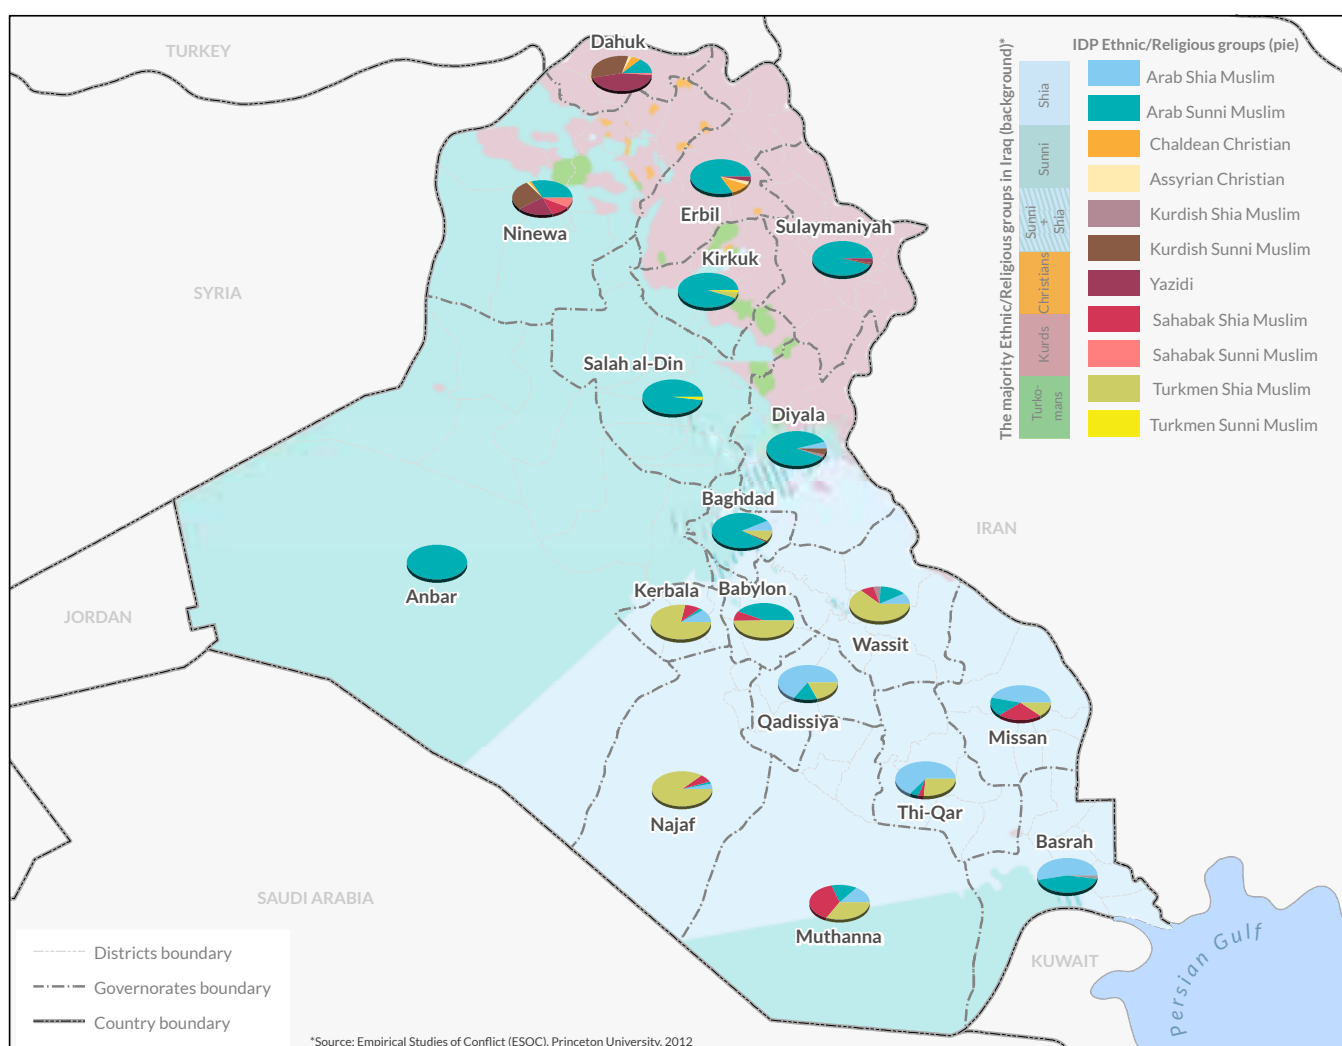 TURKEY
SYRIA
JORDAN
SAUDI ARABIA
IRAN
KUWAIT
Persian Gulf
Dahuk
Ninewa
Erbil
Sulaymaniyah
Kirkuk
Salah al-Din
Diyala
Baghdad
Anbar
Kerbala
Babylon
Wassit
Qadissiya
Missan
Najaf
Thi-Qar
Basrah
Muthanna
The majority Ethnic/Religious groups in Iraq (background)*
Shia
Sunni
Sunni
+
Shia
Christians
Kurds
Turko-
mans
IDP Ethnic/Religious groups (pie)
Arab Shia Muslim
Arab Sunni Muslim
Chaldean Christian
Assyrian Christian
Kurdish Shia Muslim
Kurdish Sunni Muslim
Yazidi
Sahabak Shia Muslim
Sahabak Sunni Muslim
Turkmen Shia Muslim
Turkmen Sunni Muslim
Districts boundary
Governorates boundary
Country boundary
*Source: Empirical Studies of Conflict (ESOC), Princeton University, 2012